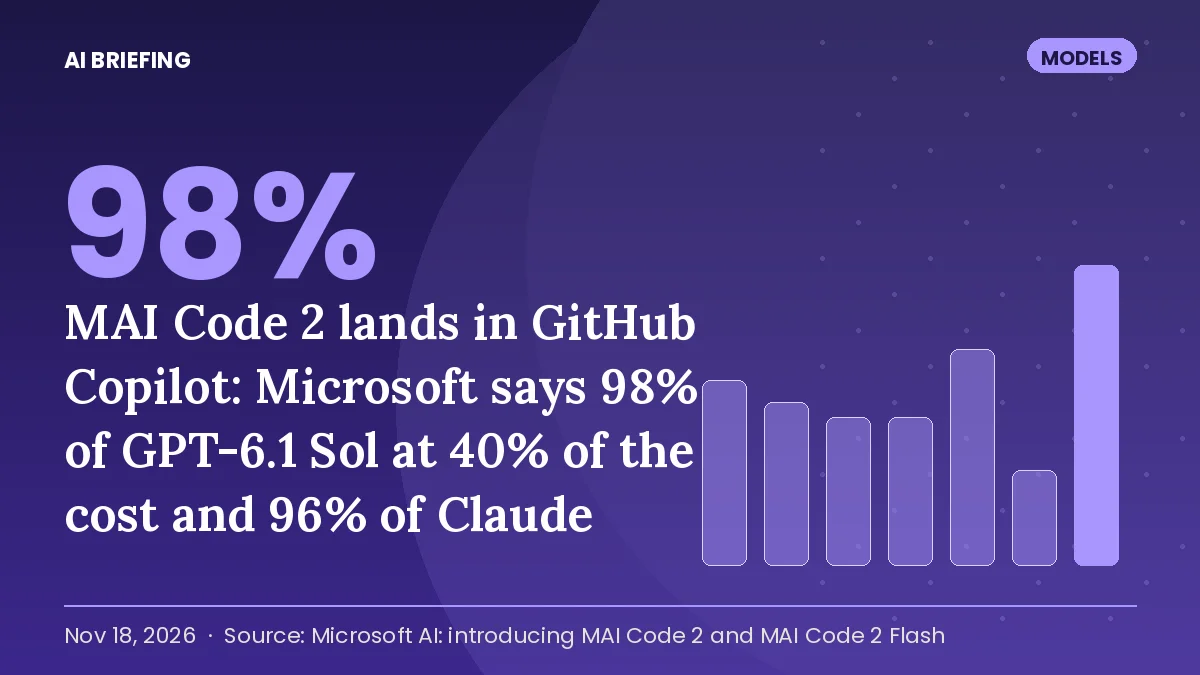 AI BRIEFING
MODELS
98%
MAI Code 2 lands in GitHub
Copilot: Microsoft says 98%
of GPT-6.1 Sol at 40% of the
cost and 96% of Claude
Nov 18, 2026 · Source: Microsoft AI: introducing MAI Code 2 and MAI Code 2 Flash